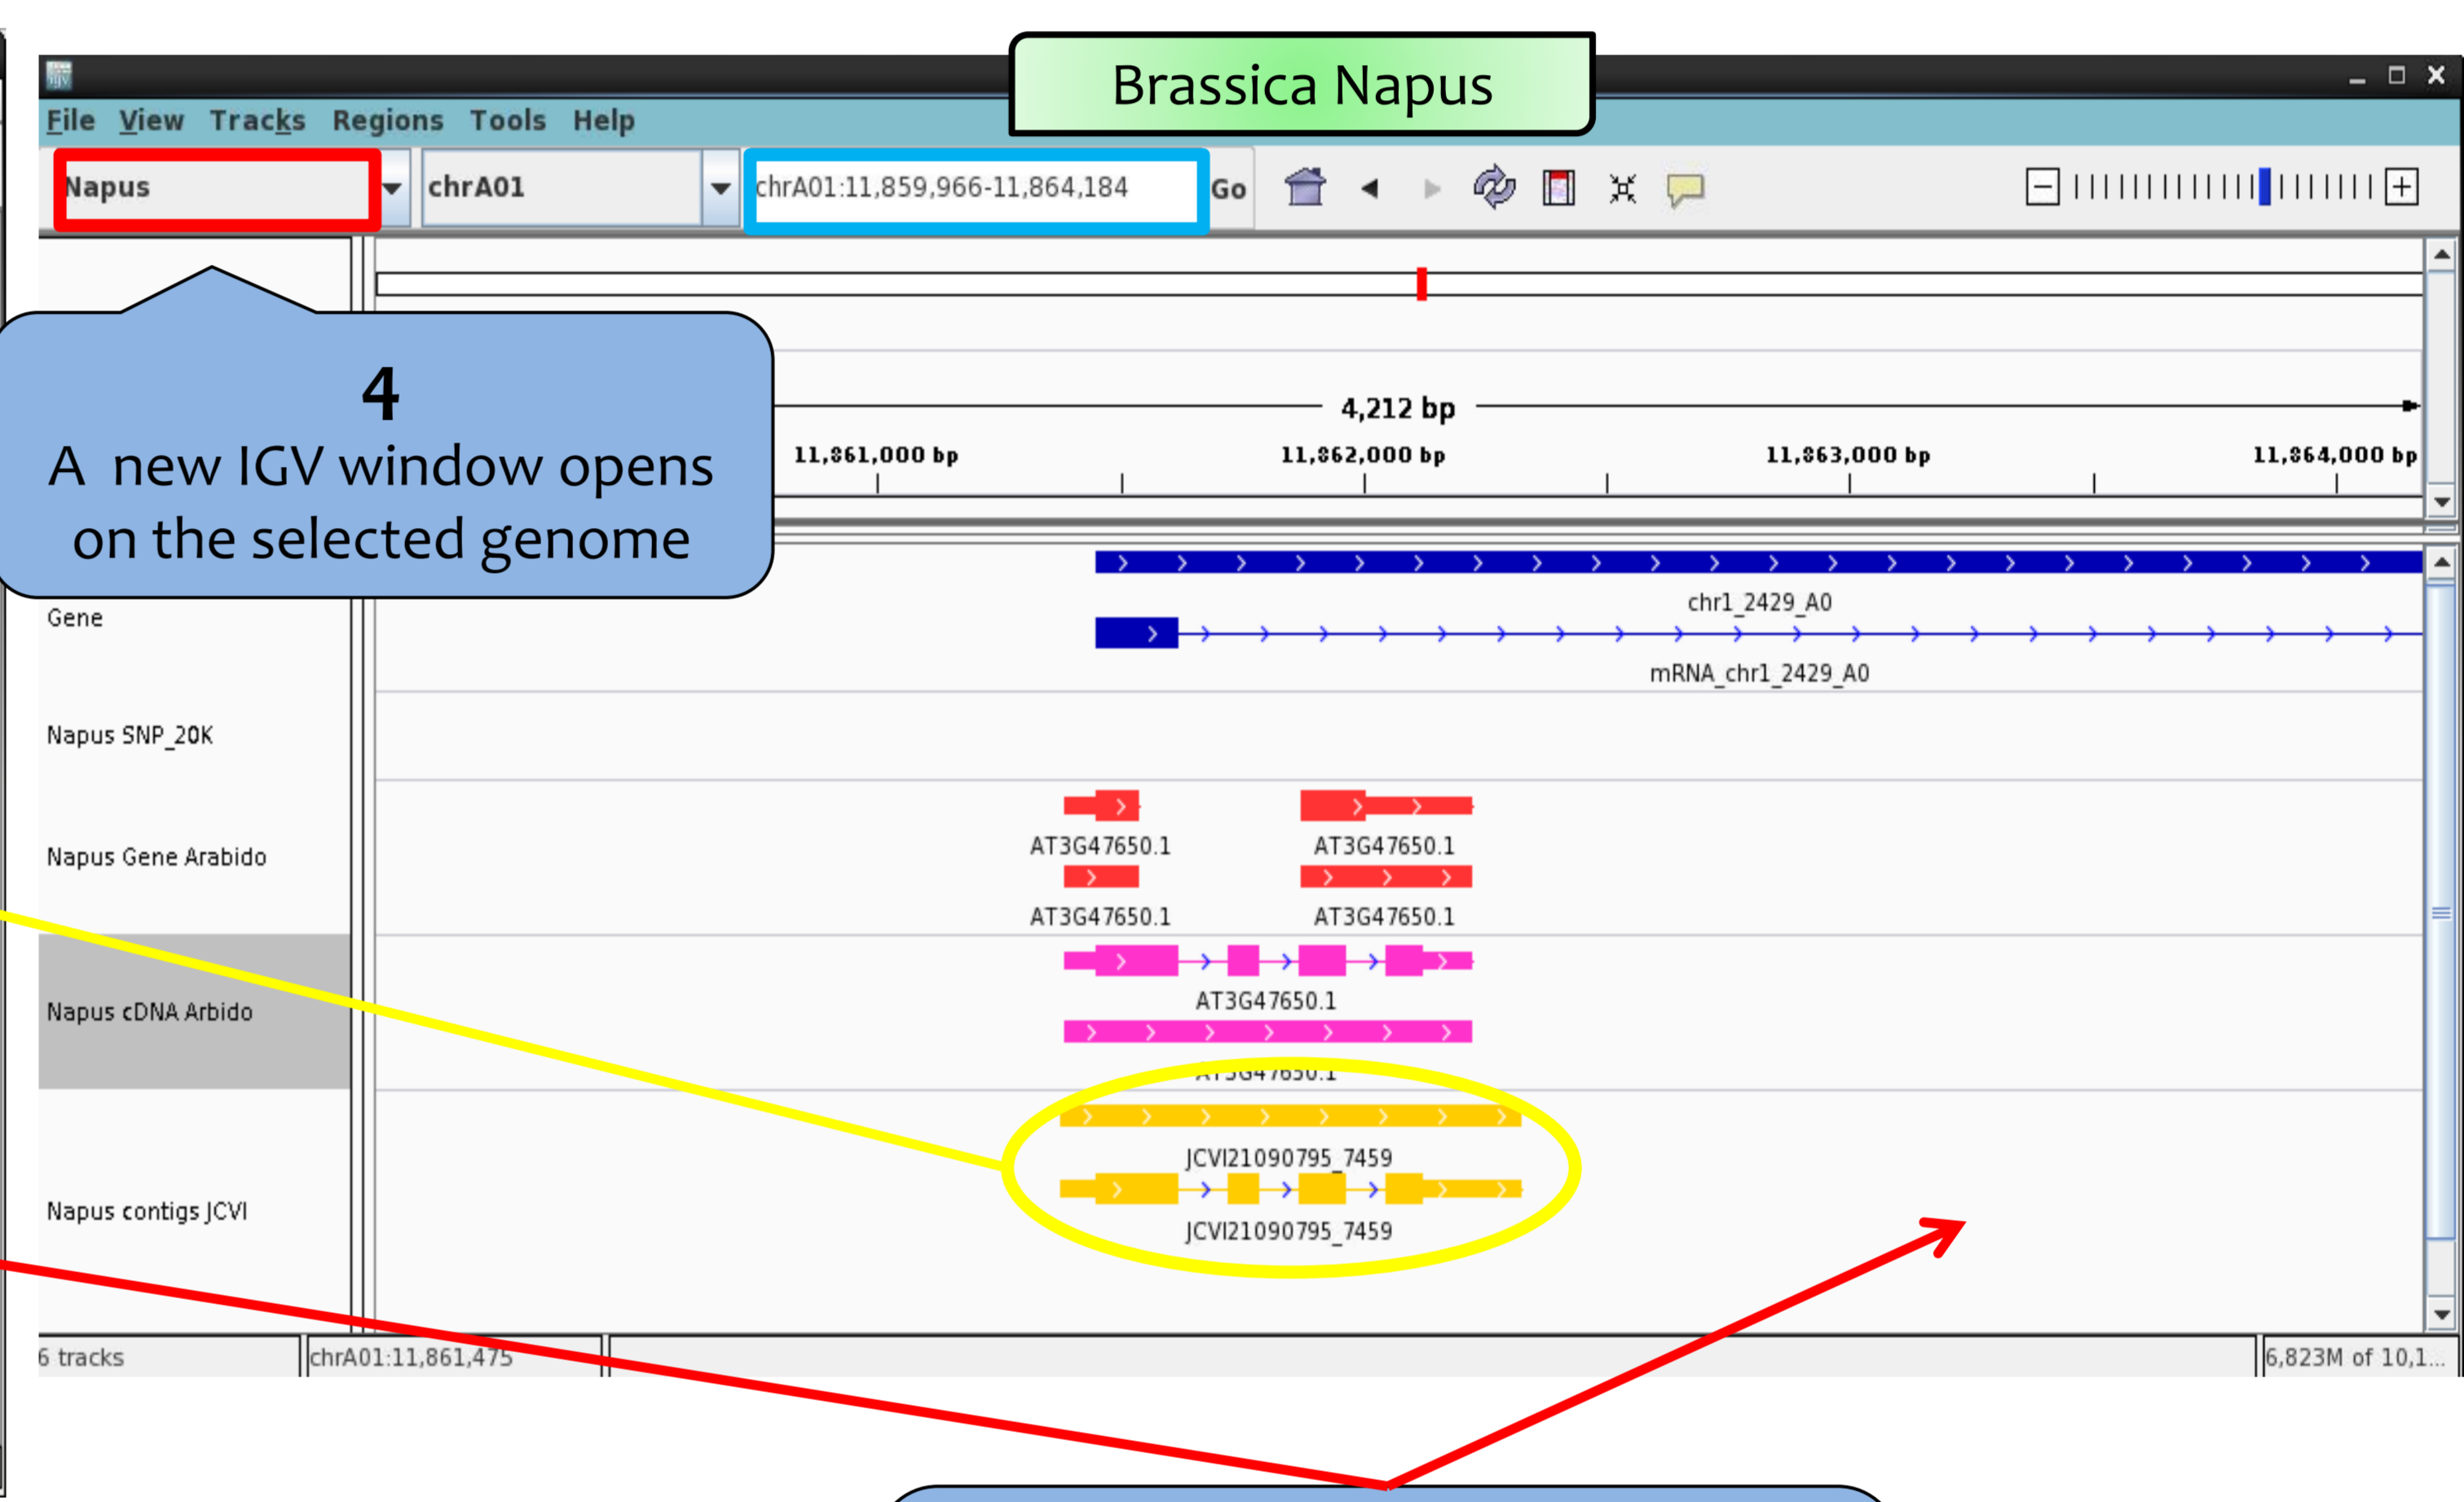 Brassica Napus
File View Tracks Regions Tools Help
Napus chrA01 chrA01:11,859,966-11,864,184 Go
4
A new IGV window opens
on the selected genome
4,212 bp
11,861,000 bp 11,862,000 bp 11,863,000 bp 11,864,000 bp
chr1_2429_A0
Gene
mRNA_chr1_2429_A0
Napus SNP_20K
AT3G47650.1 AT3G47650.1
Napus Gene Arabido
AT3G47650.1 AT3G47650.1
AT3G47650.1
Napus cDNA Arbido
AT3G47650.1
JCVI21090795_7459
Napus contigs JCVI
JCVI21090795_7459
6 tracks chrA01:11,861,475 6,823M of 10,1...